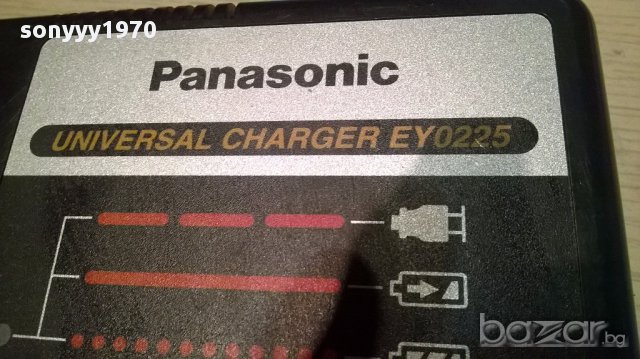 sonyyy1970
Panasonic
UNIVERSAL CHARGER EY0225
bazar.bg